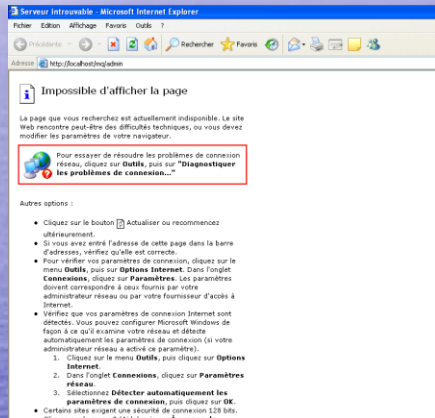 Serveur introuvable - Microsoft Internet Explorer
Fichier Edition Affichage Favoris Outils ?
Précédente Rechercher Favoris
Adresse http://localhost/mq/admin
Impossible d'afficher la page
La page que vous recherchez est actuellement indisponible. Le site
Web rencontre peut-être des difficultés techniques, ou vous devez
modifier les paramètres de votre navigateur.
Pour essayer de résoudre les problèmes de connexion
réseau, cliquez sur Outils, puis sur "Diagnostiquer
les problèmes de connexion..."
Autres options :
Cliquez sur le bouton Actualiser ou recommencez
ultérieurement.
Si vous avez entré l'adresse de cette page dans la barre
d'adresses, vérifiez qu'elle est correcte.
Pour vérifier vos paramètres de connexion, cliquez sur le
menu Outils, puis sur Options Internet. Dans l'onglet
Connexions, cliquez sur Paramètres. Les paramètres
doivent correspondre à ceux fournis par votre
administrateur réseau ou par votre fournisseur d'accès à
Internet.
Vérifiez que vos paramètres de connexion Internet sont
détectés. Vous pouvez configurer Microsoft Windows de
façon à ce qu'il examine votre réseau et détecte
automatiquement les paramètres de connexion (si votre
administrateur réseau a activé ce paramètre).
1. Cliquez sur le menu Outils, puis cliquez sur Options
Internet.
2. Dans l'onglet Connexions, cliquez sur Paramètres
réseau.
3. Sélectionnez Détecter automatiquement les
paramètres de connexion, puis cliquez sur OK.
Certains sites exigent une sécurité de connexion 128 bits.